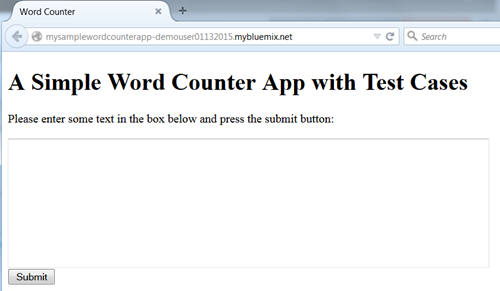 Word Counter
mysamplewordcounterapp-demouser01132015.mybluemix.net
Search
A Simple Word Counter App with Test Cases
Please enter some text in the box below and press the submit button:
Submit